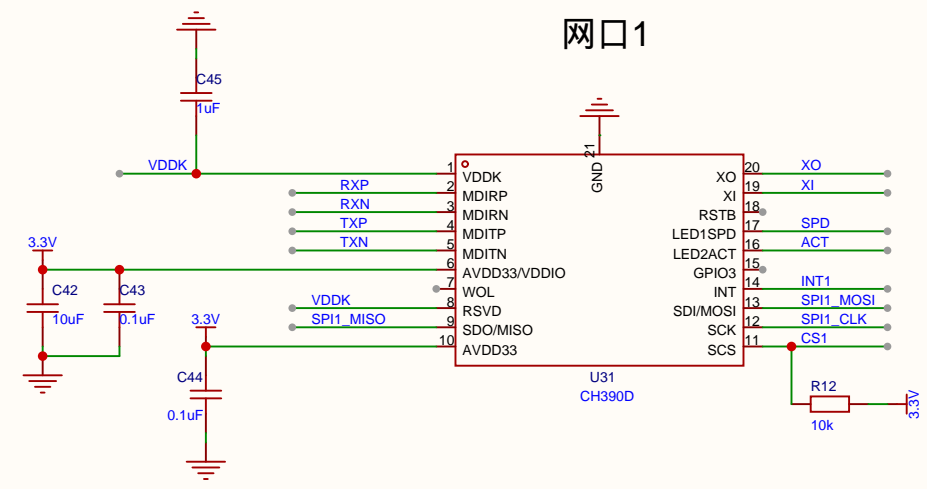 网口1
C45
1uF
GND 21
VDDK 1 VDDK XO 20 XO
RXP 2 MDIRP XI 19 XI
RXN 3 MDIRN RSTB 18
TXP 4 MDITP LED1SPD 17 SPD
TXN 5 MDITN LED2ACT 16 ACT
3.3V 6 AVDD33/VDDIO GPIO3 15
C42 C43 7 WOL INT 14 INT1
VDDK 8 RSVD SDI/MOSI 13 SPI1_MOSI
10uF 0.1uF 3.3V SPI1_MISO 9 SDO/MISO SCK 12 SPI1_CLK
10 AVDD33 SCS 11 CS1
C44 U31 R12
0.1uF CH390D 10k 3.3V